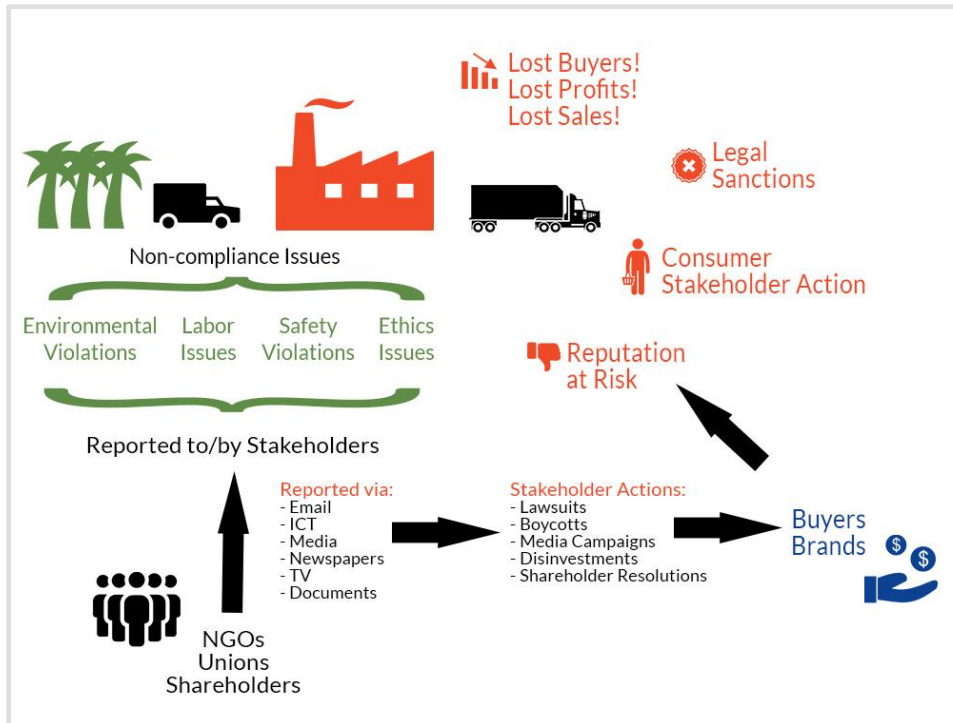 Lost Buyers!
Lost Profits!
Lost Sales!
Legal
Sanctions
Consumer
Stakeholder Action
Reputation
at Risk
Non-compliance Issues
Environmental
Violations
Labor
Issues
Safety
Violations
Ethics
Issues
Reported to/by Stakeholders
Reported via:
- Email
- ICT
- Media
- Newspapers
- TV
- Documents
Stakeholder Actions:
- Lawsuits
- Boycotts
- Media Campaigns
- Disinvestments
- Shareholder Resolutions
Buyers
Brands
$
$
NGOs
Unions
Shareholders